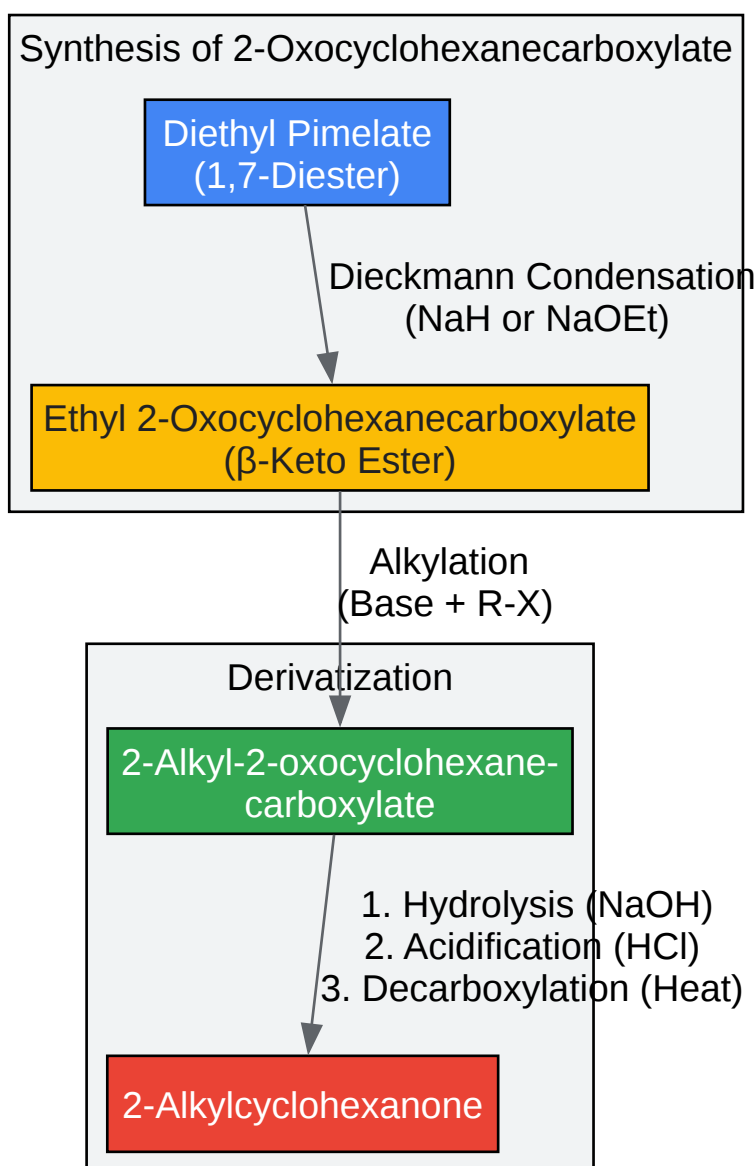 Synthesis of 2-Oxocyclohexanecarboxylate
Diethyl Pimelate
(1,7-Diester)
Dieckmann Condensation
(NaH or NaOEt)
Ethyl 2-Oxocyclohexanecarboxylate
(β-Keto Ester)
Alkylation
(Base + R-X)
Derivatization
2-Alkyl-2-oxocyclohexane-
carboxylate
1. Hydrolysis (NaOH)
2. Acidification (HCl)
3. Decarboxylation (Heat)
2-Alkylcyclohexanone